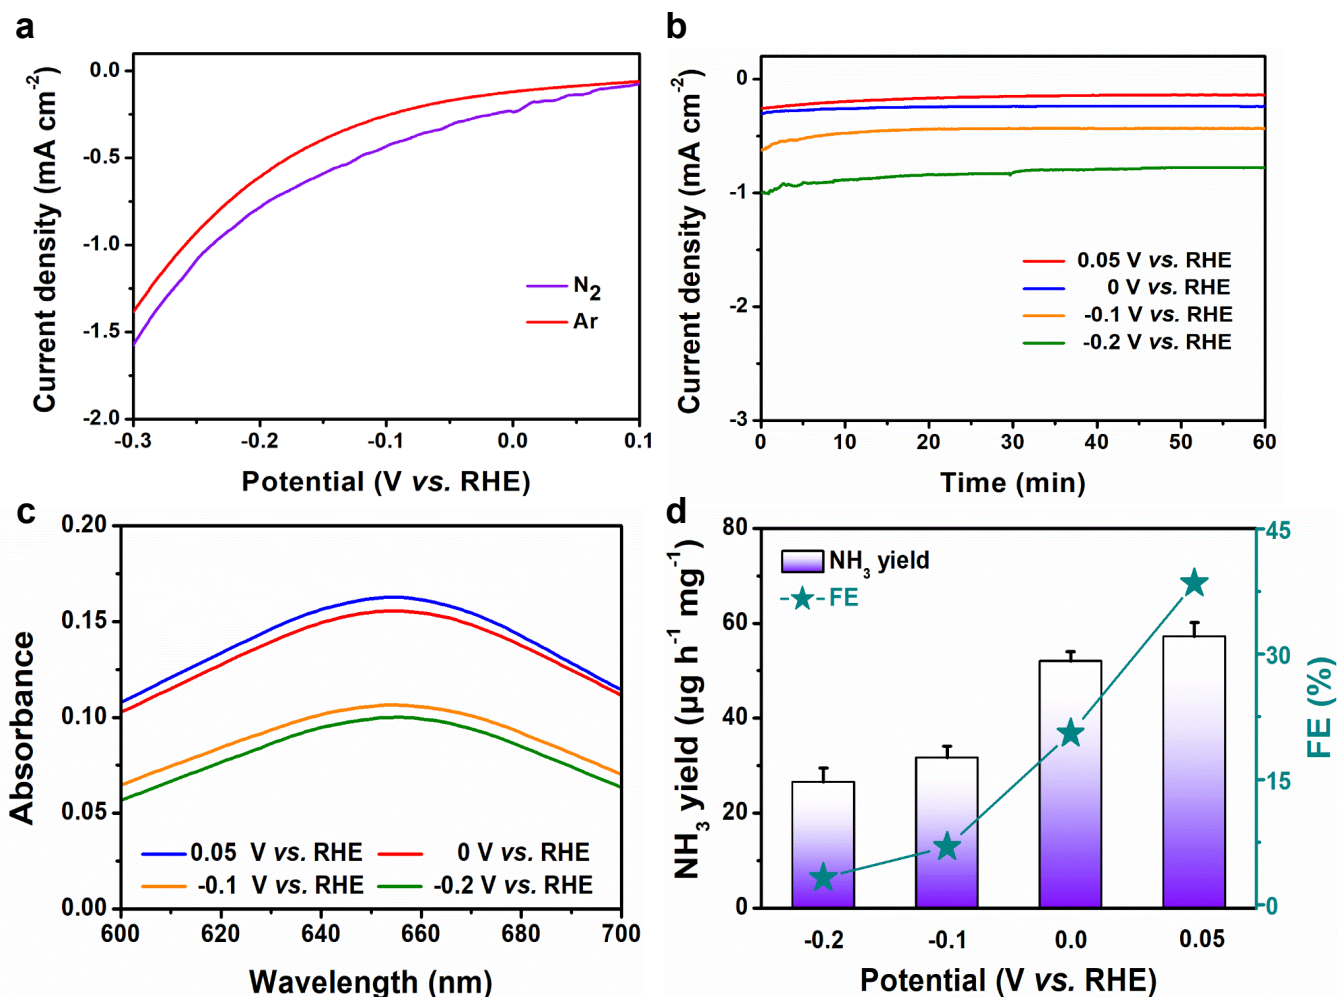 a
0.0
-0.5
-1.0
-1.5
-2.0
Current density (mA cm⁻²)
N₂
Ar
-0.3 -0.2 -0.1 0.0 0.1
Potential (V vs. RHE)
b
0
-1
-2
-3
Current density (mA cm⁻²)
0.05 V vs. RHE
0 V vs. RHE
-0.1 V vs. RHE
-0.2 V vs. RHE
0 10 20 30 40 50 60
Time (min)
c
0.20
0.15
0.10
0.05
0.00
Absorbance
0.05 V vs. RHE 0 V vs. RHE
-0.1 V vs. RHE -0.2 V vs. RHE
600 620 640 660 680 700
Wavelength (nm)
d
80
60
40
20
0
NH₃ yield (µg h⁻¹ mg⁻¹)
NH₃ yield
FE
45
30
15
0
FE (%)
-0.2 -0.1 0.0 0.05
Potential (V vs. RHE)